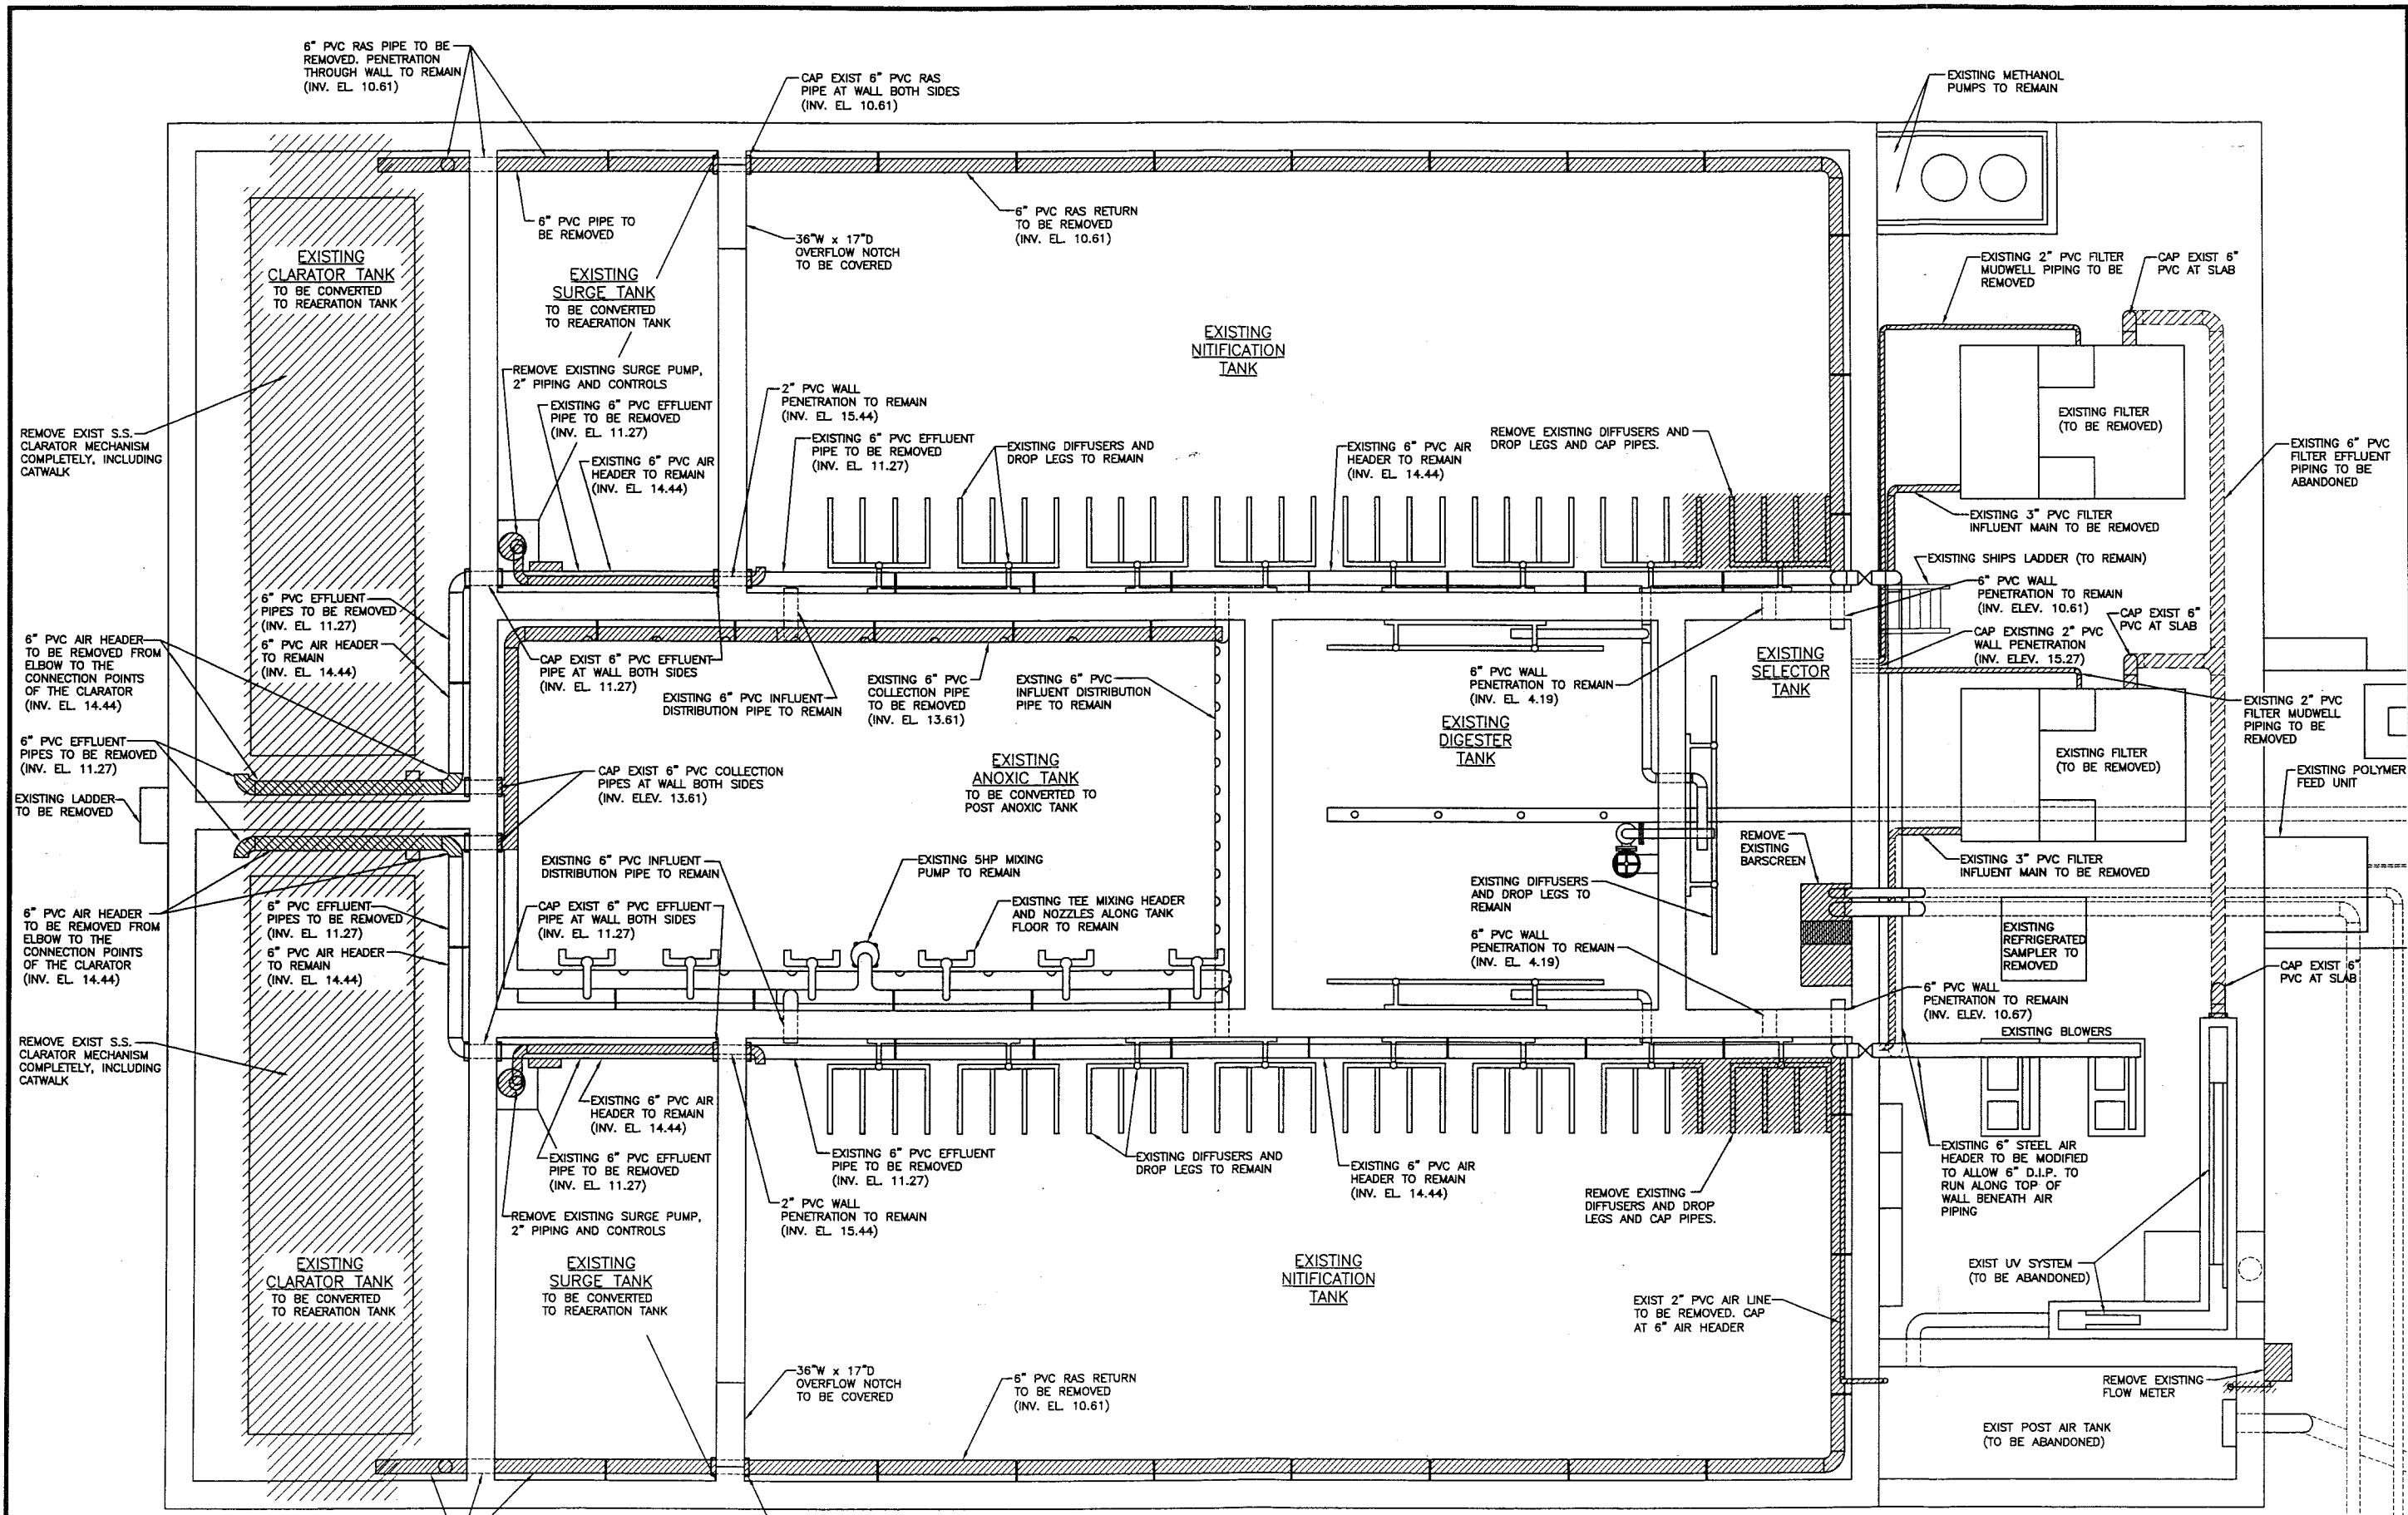 6" PVC RAS PIPE TO BE
REMOVED. PENETRATION
THROUGH WALL TO REMAIN
(INV. EL. 10.61)
CAP EXIST 6" PVC RAS
PIPE AT WALL BOTH SIDES
(INV. EL. 10.61)
EXISTING METHANOL
PUMPS TO REMAIN
6" PVC PIPE TO
BE REMOVED
36"W x 17"D
OVERFLOW NOTCH
TO BE COVERED
6" PVC RAS RETURN
TO BE REMOVED
(INV. EL. 10.61)
EXISTING
CLARATOR TANK
TO BE CONVERTED
TO REAERATION TANK
EXISTING
SURGE TANK
TO BE CONVERTED
TO REAERATION TANK
EXISTING
NITIFICATION
TANK
EXISTING 2" PVC FILTER
MUDWELL PIPING TO BE
REMOVED
CAP EXIST 6"
PVC AT SLAB
REMOVE EXISTING SURGE PUMP,
2" PIPING AND CONTROLS
EXISTING 6" PVC EFFLUENT
PIPE TO BE REMOVED
(INV. EL. 11.27)
EXISTING 6" PVC AIR
HEADER TO REMAIN
(INV. EL. 14.44)
2" PVC WALL
PENETRATION TO REMAIN
(INV. EL. 15.44)
EXISTING 6" PVC EFFLUENT
PIPE TO BE REMOVED
(INV. EL. 11.27)
EXISTING DIFFUSERS AND
DROP LEGS TO REMAIN
EXISTING 6" PVC AIR
HEADER TO REMAIN
(INV. EL. 14.44)
REMOVE EXISTING DIFFUSERS AND
DROP LEGS AND CAP PIPES.
EXISTING FILTER
(TO BE REMOVED)
EXISTING 6" PVC
FILTER EFFLUENT
PIPING TO BE
ABANDONED
REMOVE EXIST S.S.
CLARATOR MECHANISM
COMPLETELY, INCLUDING
CATWALK
EXISTING 3" PVC FILTER
INFLUENT MAIN TO BE REMOVED
EXISTING SHIPS LADDER (TO REMAIN)
6" PVC WALL
PENETRATION TO REMAIN
(INV. ELEV. 10.61)
CAP EXIST 6"
PVC AT SLAB
CAP EXISTING 2" PVC
WALL PENETRATION
(INV. ELEV. 15.27)
6" PVC EFFLUENT
PIPES TO BE REMOVED
(INV. EL. 11.27)
6" PVC AIR HEADER
TO REMAIN
(INV. EL. 14.44)
6" PVC AIR HEADER
TO BE REMOVED FROM
ELBOW TO THE
CONNECTION POINTS
OF THE CLARATOR
(INV. EL. 14.44)
CAP EXIST 6" PVC EFFLUENT
PIPE AT WALL BOTH SIDES
(INV. EL. 11.27)
EXISTING 6" PVC INFLUENT
DISTRIBUTION PIPE TO REMAIN
EXISTING 6" PVC
COLLECTION PIPE
TO BE REMOVED
(INV. EL. 13.61)
EXSTING 6" PVC
INFLUENT DISTRIBUTION
PIPE TO REMAIN
6" PVC WALL
PENETRATION TO REMAIN
(INV. EL. 4.19)
EXISTING
SELECTOR
TANK
EXISTING
DIGESTER
TANK
EXISTING 2" PVC
FILTER MUDWELL
PIPING TO BE
REMOVED
6" PVC EFFLUENT
PIPES TO BE REMOVED
(INV. EL. 11.27)
EXISTING LADDER
TO BE REMOVED
CAP EXIST 6" PVC COLLECTION
PIPES AT WALL BOTH SIDES
(INV. ELEV. 13.61)
EXISTING
ANOXIC TANK
TO BE CONVERTED TO
POST ANOXIC TANK
EXISTING FILTER
(TO BE REMOVED)
EXISTING POLYMER
FEED UNIT
REMOVE
EXISTING
BARSCREEN
EXISTING 3" PVC FILTER
INFLUENT MAIN TO BE REMOVED
EXISTING 6" PVC INFLUENT
DISTRIBUTION PIPE TO REMAIN
EXISTING 5HP MIXING
PUMP TO REMAIN
EXISTING TEE MIXING HEADER
AND NOZZLES ALONG TANK
FLOOR TO REMAIN
EXISTING DIFFUSERS
AND DROP LEGS TO
REMAIN
6" PVC WALL
PENETRATION TO REMAIN
(INV. EL. 4.19)
6" PVC AIR HEADER
TO BE REMOVED FROM
ELBOW TO THE
CONNECTION POINTS
OF THE CLARATOR
(INV. EL. 14.44)
6" PVC EFFLUENT
PIPES TO BE REMOVED
(INV. EL. 11.27)
6" PVC AIR HEADER
TO REMAIN
(INV. EL. 14.44)
CAP EXIST 6" PVC EFFLUENT
PIPE AT WALL BOTH SIDES
(INV. EL. 11.27)
EXISTING
REFRIGERATED
SAMPLER TO
REMOVED
CAP EXIST 6"
PVC AT SLAB
6" PVC WALL
PENETRATION TO REMAIN
(INV. ELEV. 10.67)
EXISTING BLOWERS
REMOVE EXIST S.S.
CLARATOR MECHANISM
COMPLETELY, INCLUDING
CATWALK
EXISTING 6" PVC AIR
HEADER TO REMAIN
(INV. EL. 14.44)
EXISTING 6" PVC EFFLUENT
PIPE TO BE REMOVED
(INV. EL. 11.27)
REMOVE EXISTING SURGE PUMP,
2" PIPING AND CONTROLS
EXISTING 6" PVC EFFLUENT
PIPE TO BE REMOVED
(INV. EL. 11.27)
2" PVC WALL
PENETRATION TO REMAIN
(INV. EL. 15.44)
EXISTING DIFFUSERS AND
DROP LEGS TO REMAIN
EXISTING 6" PVC AIR
HEADER TO REMAIN
(INV. EL. 14.44)
REMOVE EXISTING
DIFFUSERS AND DROP
LEGS AND CAP PIPES.
EXISTING 6" STEEL AIR
HEADER TO BE MODIFIED
TO ALLOW 6" D.I.P. TO
RUN ALONG TOP OF
WALL BENEATH AIR
PIPING
EXISTING
CLARATOR TANK
TO BE CONVERTED
TO REAERATION TANK
EXISTING
SURGE TANK
TO BE CONVERTED
TO REAERATION TANK
EXISTING
NITIFICATION
TANK
EXIST UV SYSTEM
(TO BE ABANDONED)
EXIST 2" PVC AIR LINE
TO BE REMOVED. CAP
AT 6" AIR HEADER
36"W x 17"D
OVERFLOW NOTCH
TO BE COVERED
6" PVC RAS RETURN
TO BE REMOVED
(INV. EL. 10.61)
REMOVE EXISTING
FLOW METER
EXIST POST AIR TANK
(TO BE ABANDONED)